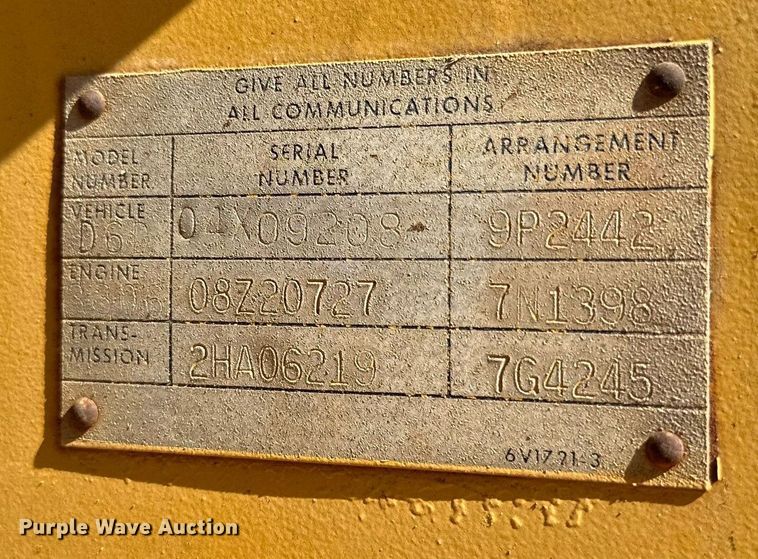 GIVE ALL NUMBERS IN
ALL COMMUNICATIONS
MODEL NUMBER
SERIAL NUMBER
ARRANGEMENT NUMBER
VEHICLE
D6D 04X09208 9P2442
ENGINE
08Z20727 7N1398
TRANS-
MISSION 2HA06219 7G4245
6V1791-3
Purple Wave Auction